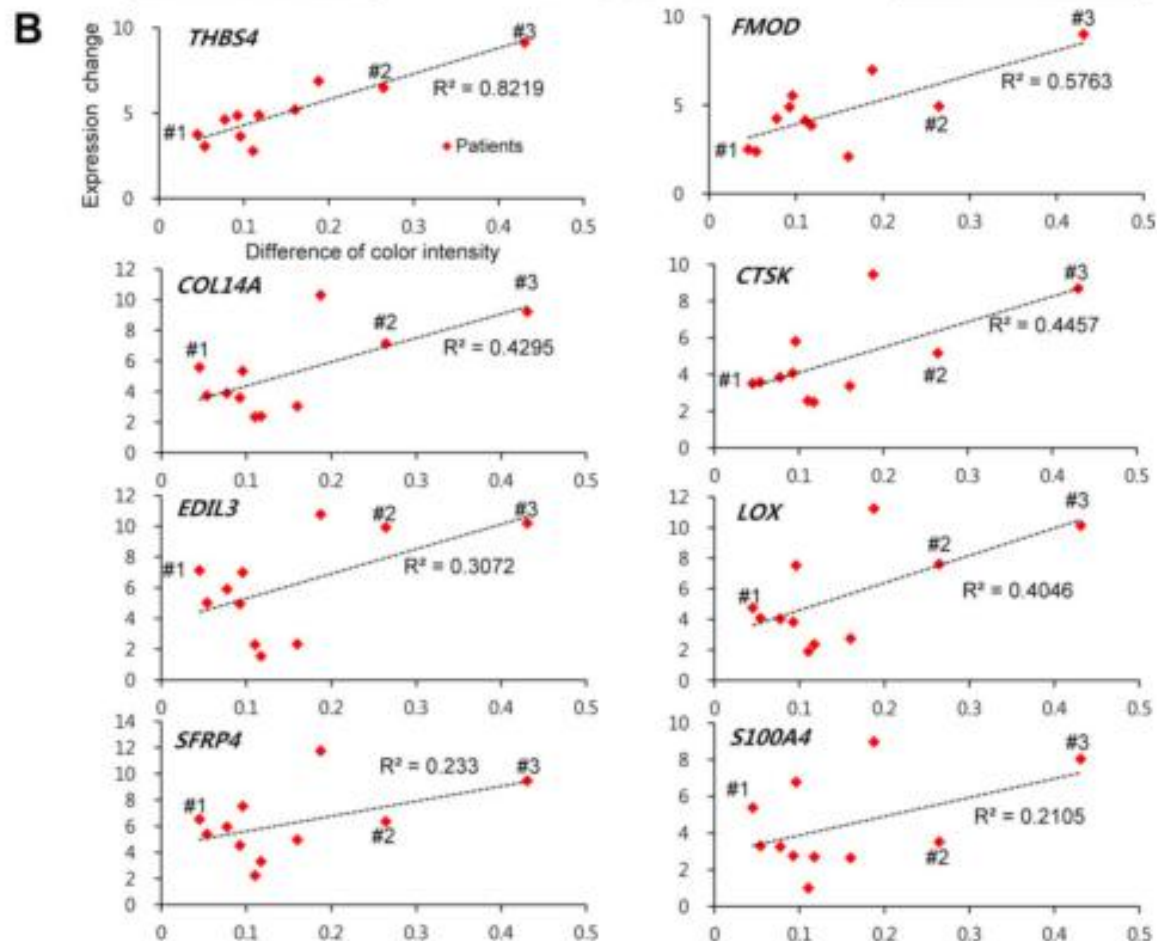 B
THBS4
Expression change
10
5
0
#1
#2
#3
R² = 0.8219
Patients
0 0.1 0.2 0.3 0.4 0.5
Difference of color intensity
FMOD
10
5
0
#1
#2
#3
R² = 0.5763
0 0.1 0.2 0.3 0.4 0.5
COL14A
12
10
8
6
4
2
0
#1
#2
#3
R² = 0.4295
0 0.1 0.2 0.3 0.4 0.5
CTSK
10
8
6
4
2
0
#1
#2
#3
R² = 0.4457
0 0.1 0.2 0.3 0.4 0.5
EDIL3
12
10
8
6
4
2
0
#1
#2
#3
R² = 0.3072
0 0.1 0.2 0.3 0.4 0.5
LOX
12
10
8
6
4
2
0
#1
#2
#3
R² = 0.4046
0 0.1 0.2 0.3 0.4 0.5
SFRP4
14
12
10
8
6
4
2
0
#1
#2
#3
R² = 0.233
0 0.1 0.2 0.3 0.4 0.5
S100A4
10
8
6
4
2
0
#1
#2
#3
R² = 0.2105
0 0.1 0.2 0.3 0.4 0.5